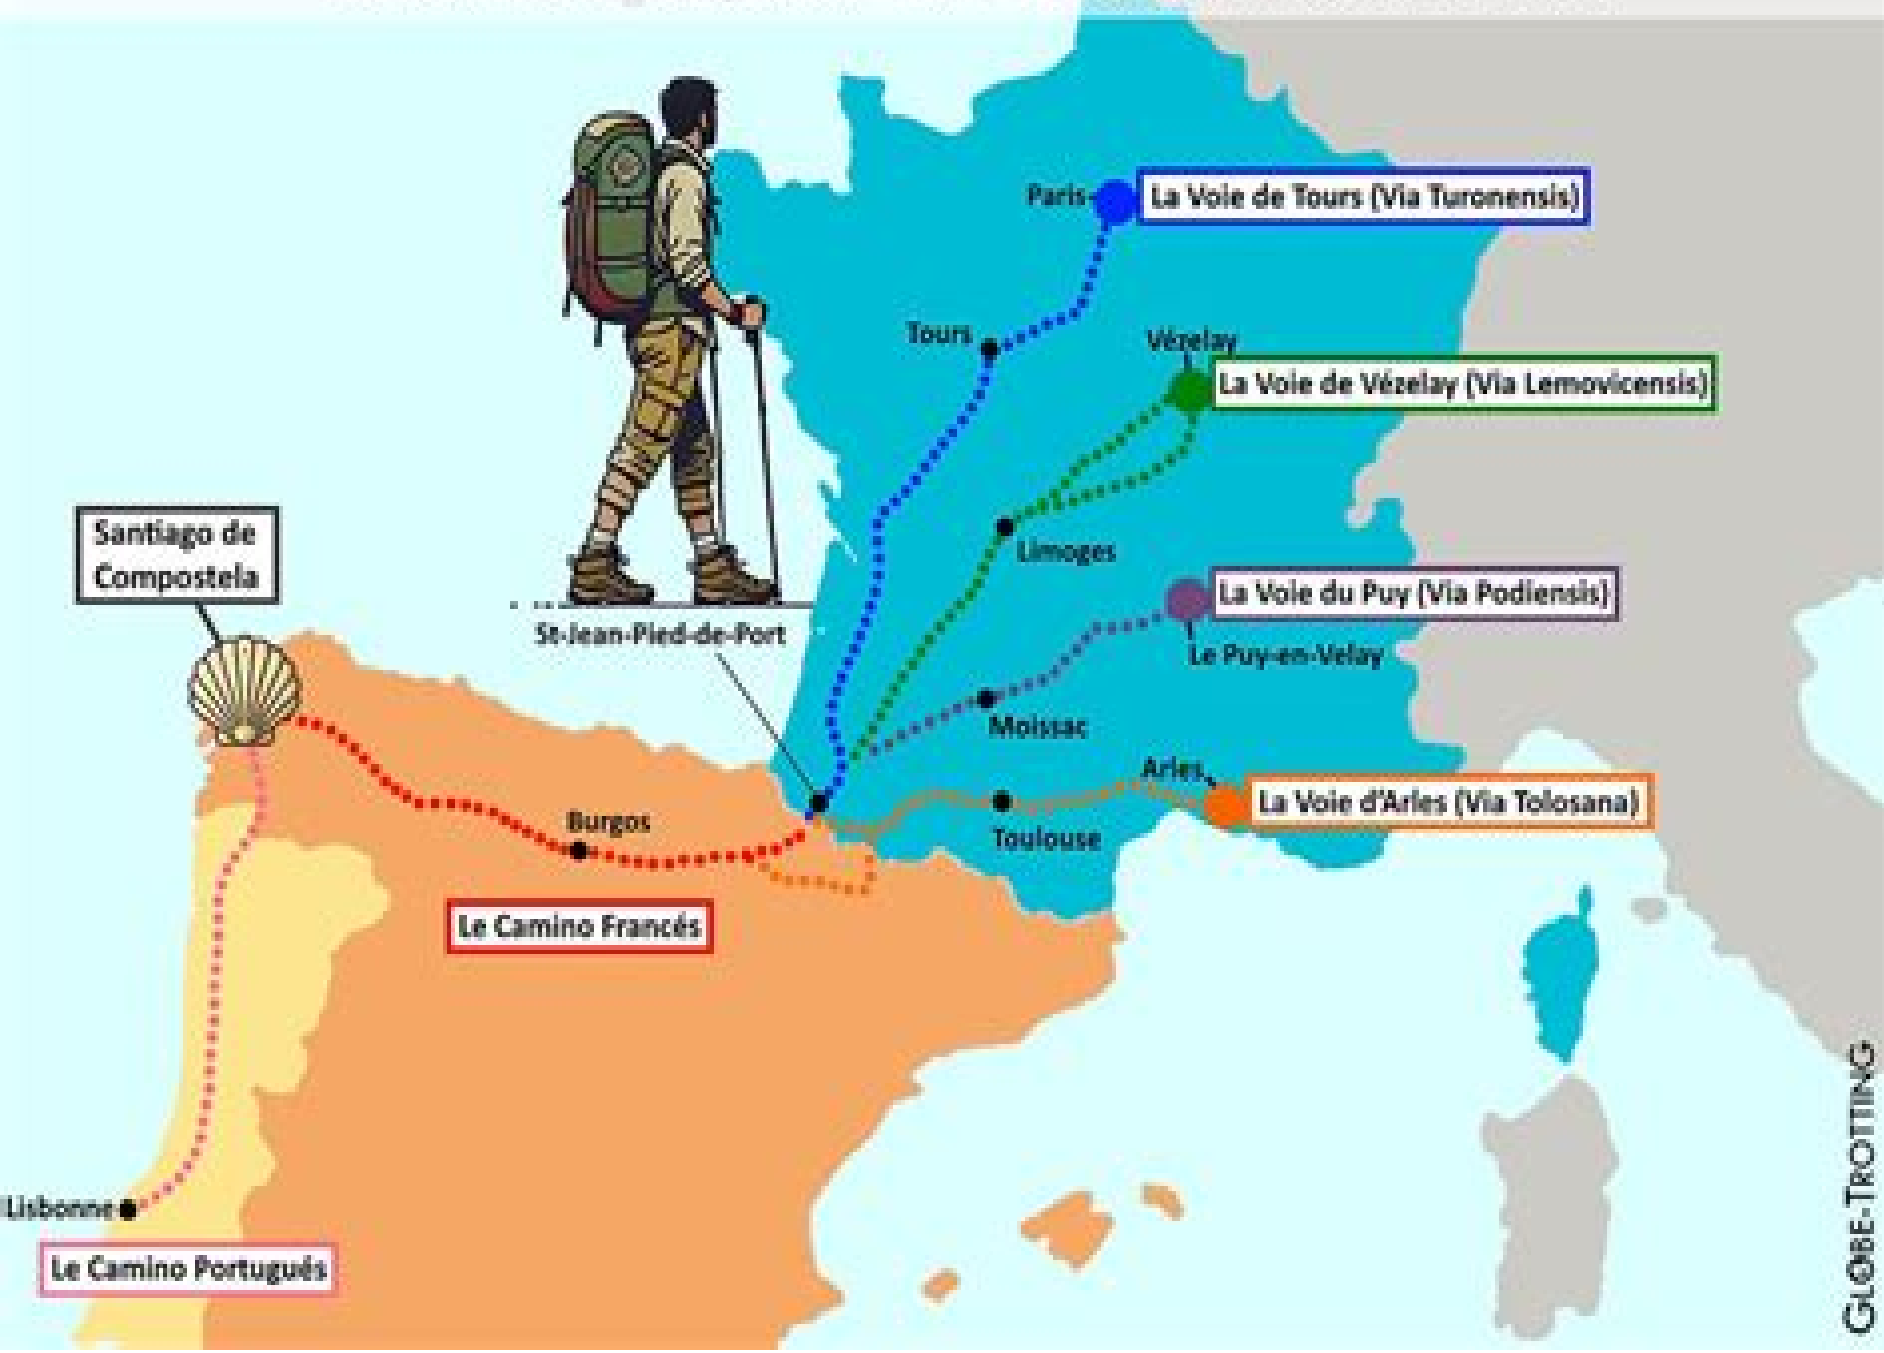 Paris
La Voie de Tours (Via Turonensis)
Tours
Vézelay
La Voie de Vézelay (Via Lemovicensis)
Santiago de
Compostela
Limoges
La Voie du Puy (Via Podiensis)
St-Jean-Pied-de-Port
Le Puy-en-Velay
Moissac
Arles
La Voie d'Arles (Via Tolosana)
Burgos
Toulouse
Le Camino Francés
Lisbonne
Le Camino Portugués
GLOBE-TROTTING